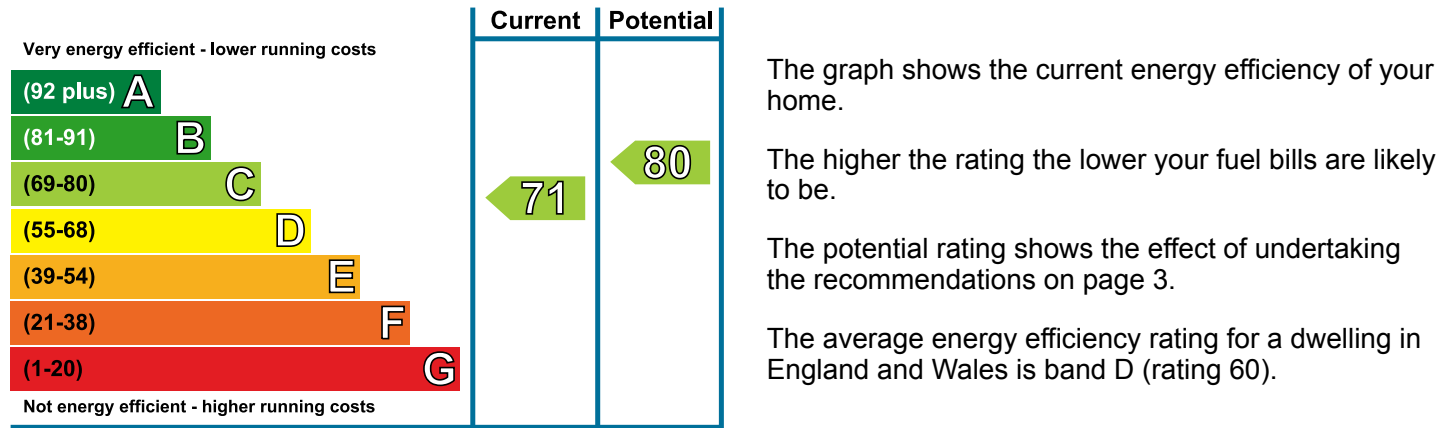 Current Potential
Very energy efficient - lower running costs
(92 plus) A
(81-91) B
(69-80) C
(55-68) D
(39-54) E
(21-38) F
(1-20) G
Not energy efficient - higher running costs
71
80
The graph shows the current energy efficiency of your
home.
The higher the rating the lower your fuel bills are likely
to be.
The potential rating shows the effect of undertaking
the recommendations on page 3.
The average energy efficiency rating for a dwelling in
England and Wales is band D (rating 60).